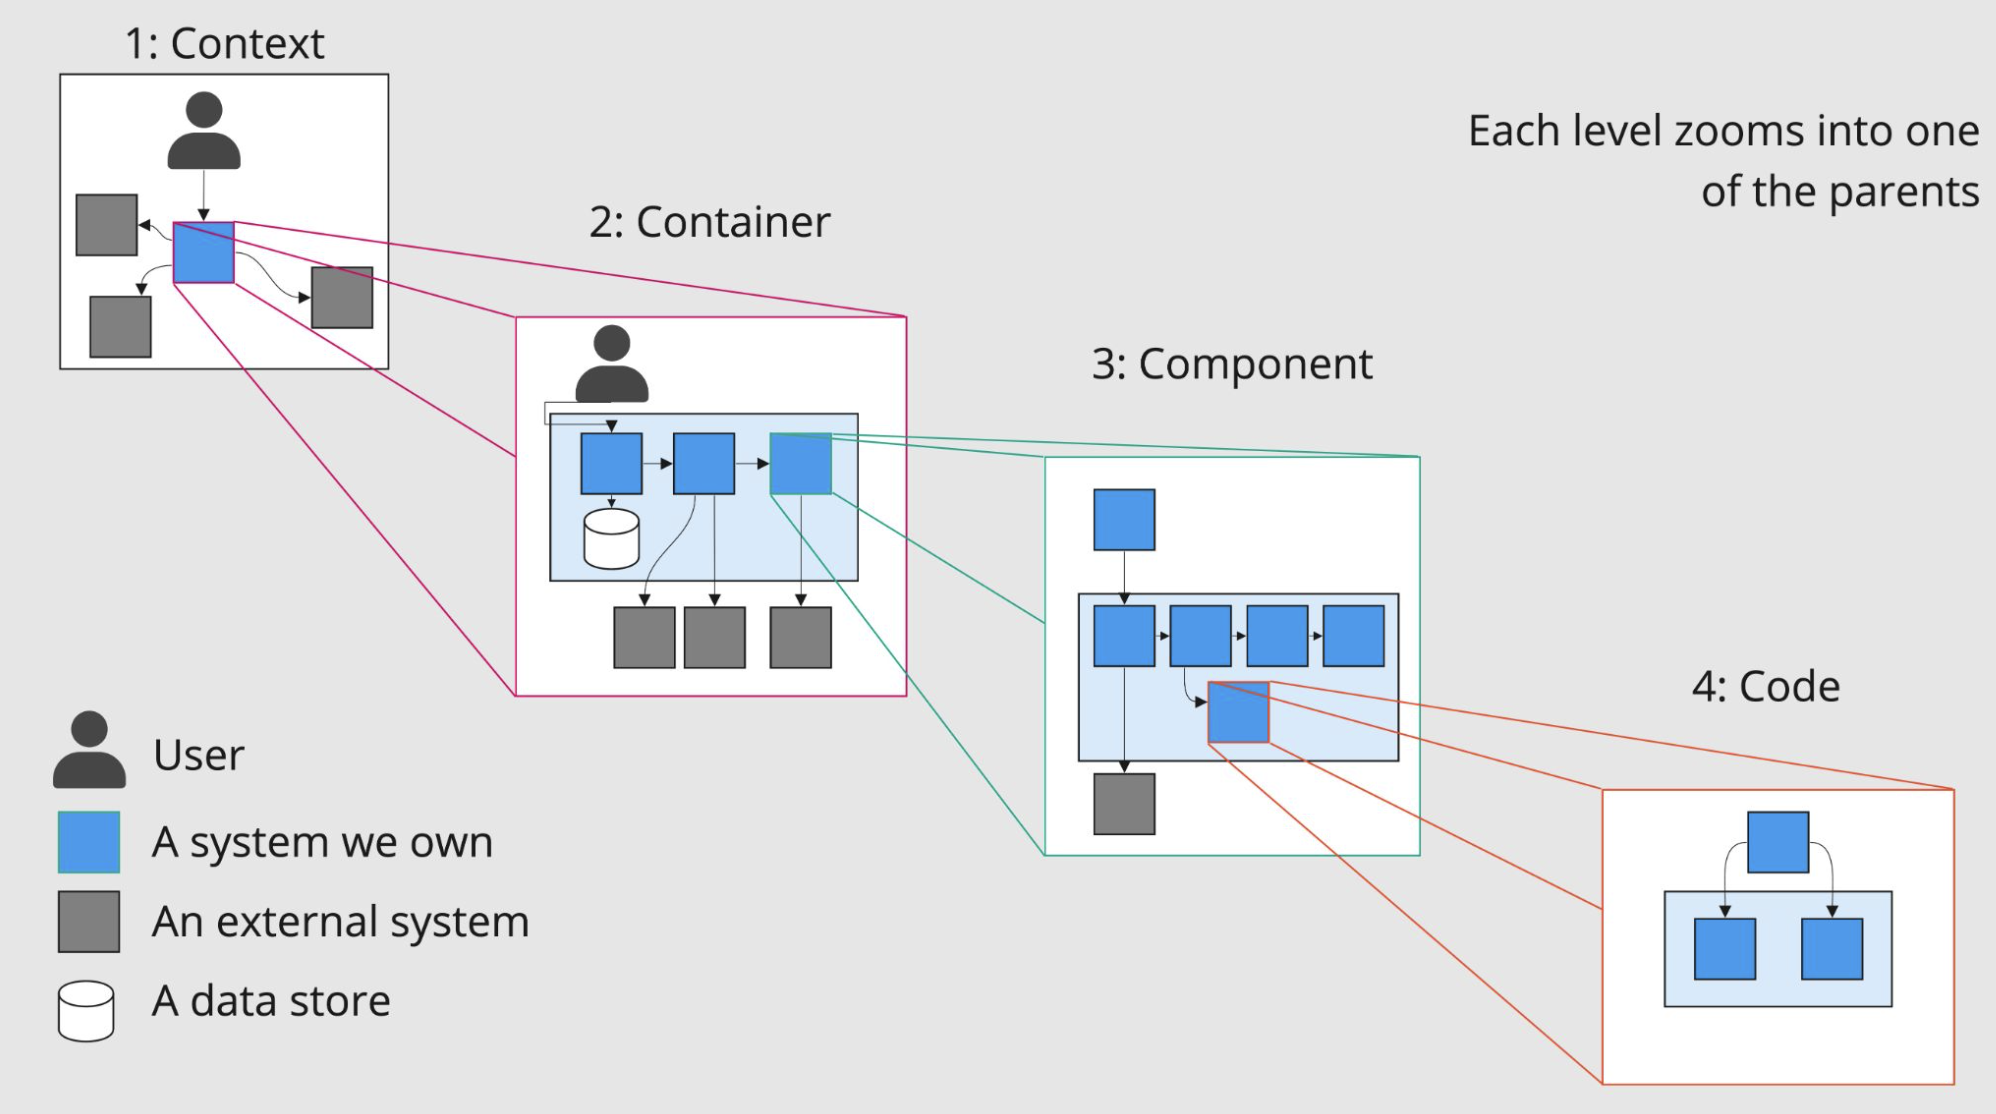 1: Context
Each level zooms into one
of the parents
2: Container
3: Component
4: Code
User
A system we own
An external system
A data store